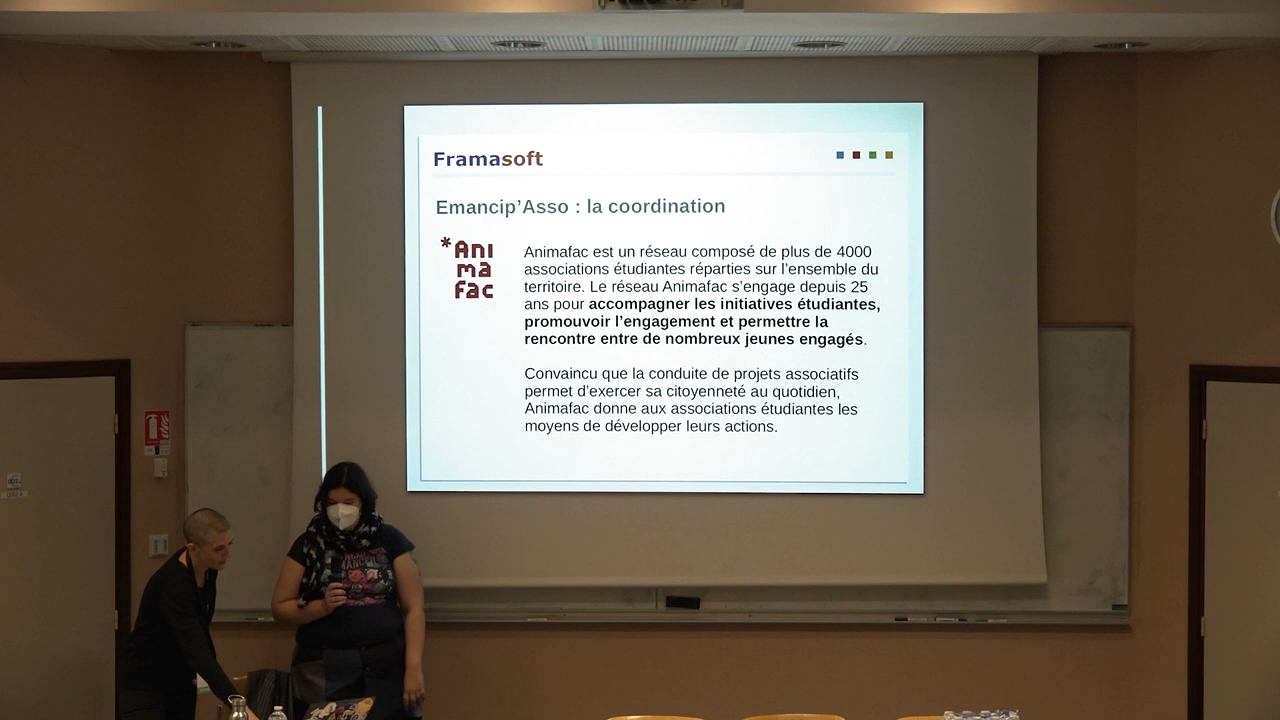 Framasoft
Emancip'Asso : la coordination
*Ani
ma
fac
Animafac est un réseau composé de plus de 4000
associations étudiantes réparties sur l'ensemble du
territoire. Le réseau Animafac s'engage depuis 25
ans pour accompagner les initiatives étudiantes,
promouvoir l'engagement et permettre la
rencontre entre de nombreux jeunes engagés.
Convaincu que la conduite de projets associatifs
permet d'exercer sa citoyenneté au quotidien,
Animafac donne aux associations étudiantes les
moyens de développer leurs actions.